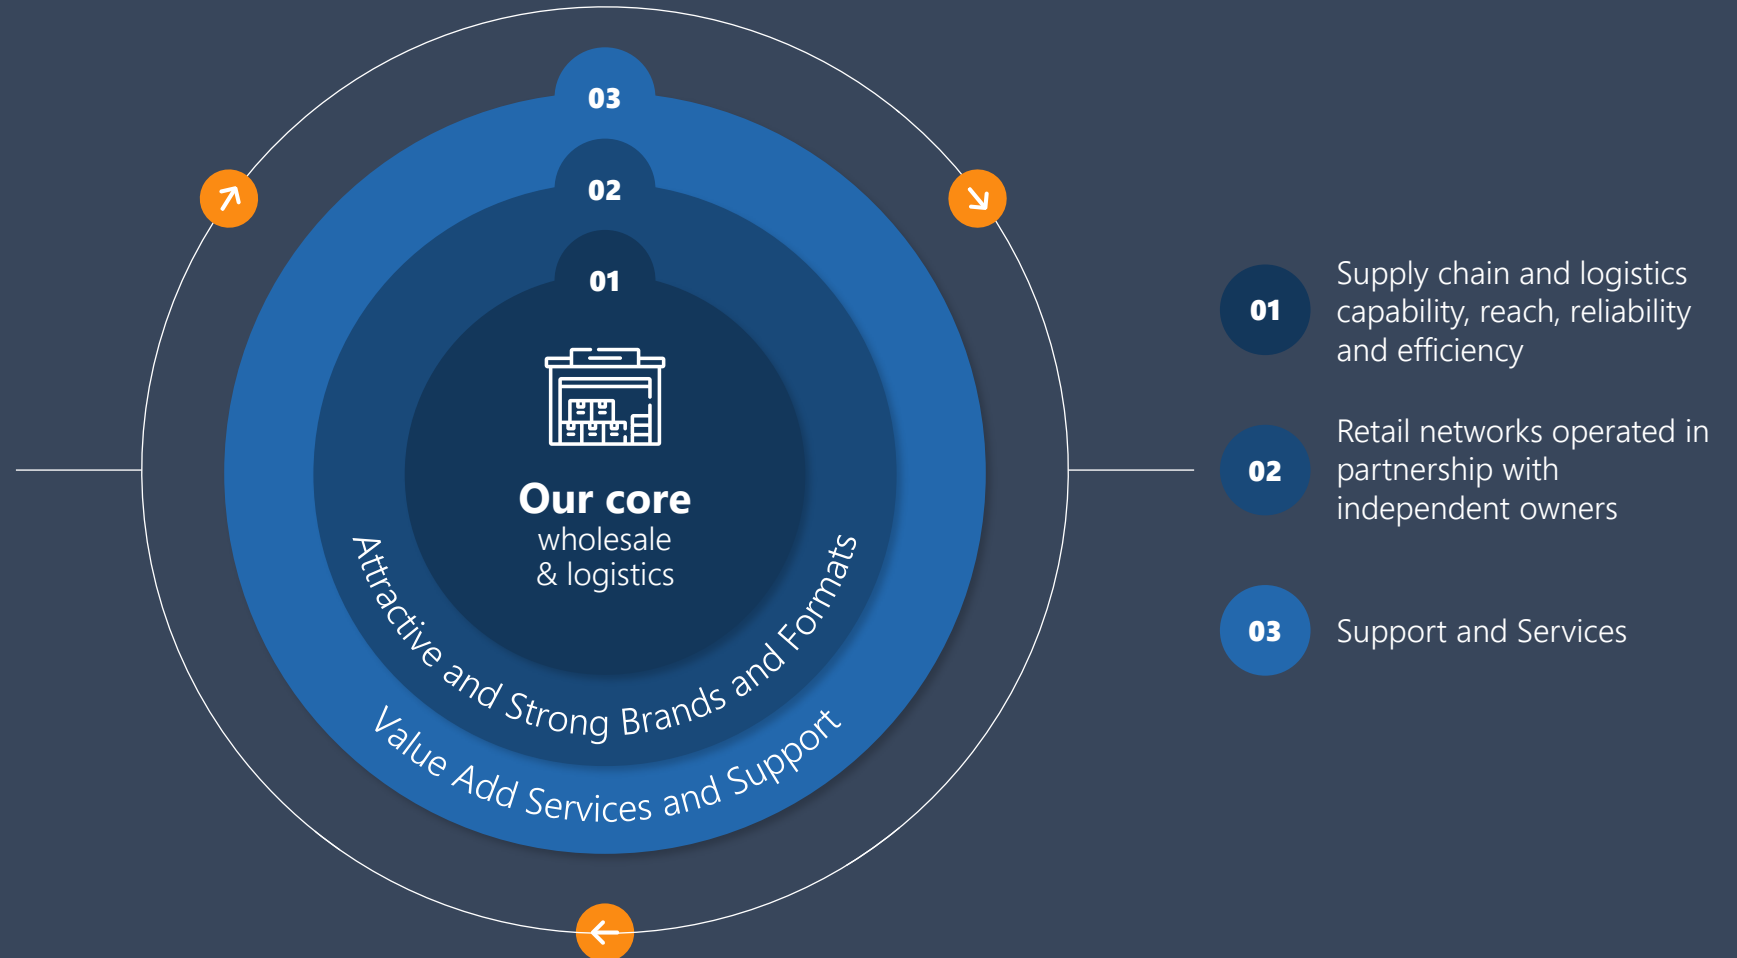 03
02
01
Our core
wholesale
& logistics
Attractive and Strong Brands and Formats
Value Add Services and Support
01
Supply chain and logistics
capability, reach, reliability
and efficiency
02
Retail networks operated in
partnership with
independent owners
03
Support and Services